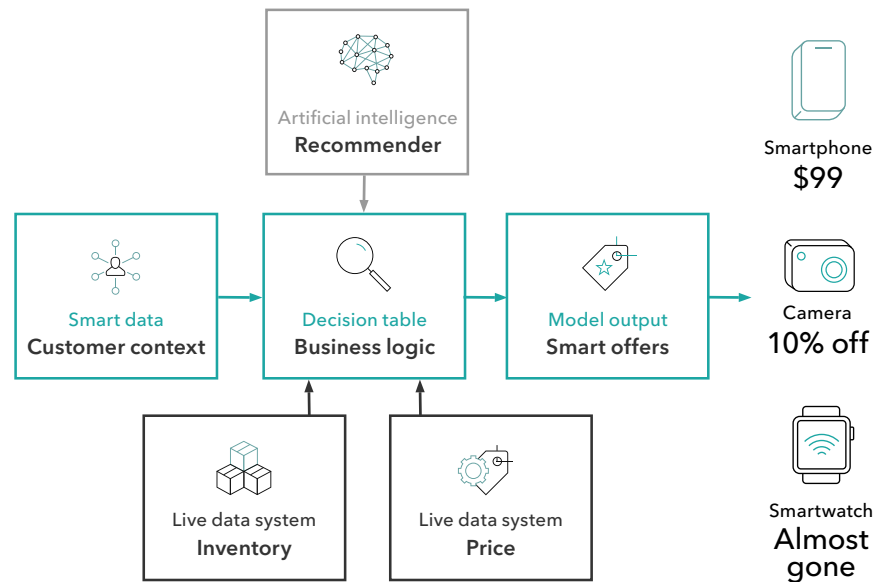 Artificial intelligence
Recommender
Smart data
Customer context
Decision table
Business logic
Model output
Smart offers
Live data system
Inventory
Live data system
Price
Smartphone
$99
Camera
10% off
Smartwatch
Almost
gone